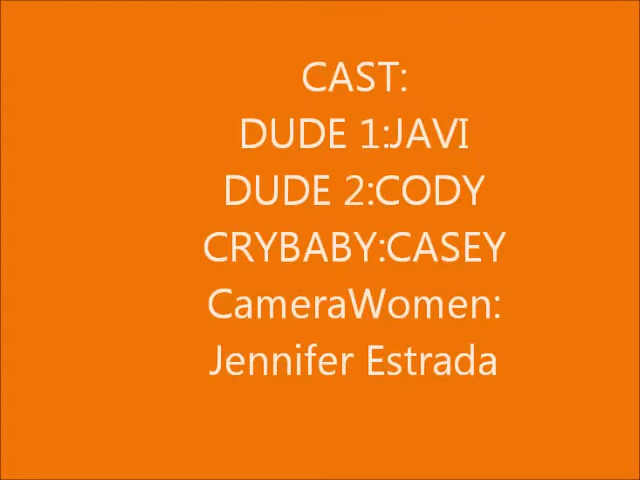 CAST:
DUDE 1:JAVI
DUDE 2:CODY
CRYBABY:CASEY
CameraWomen:
Jennifer Estrada